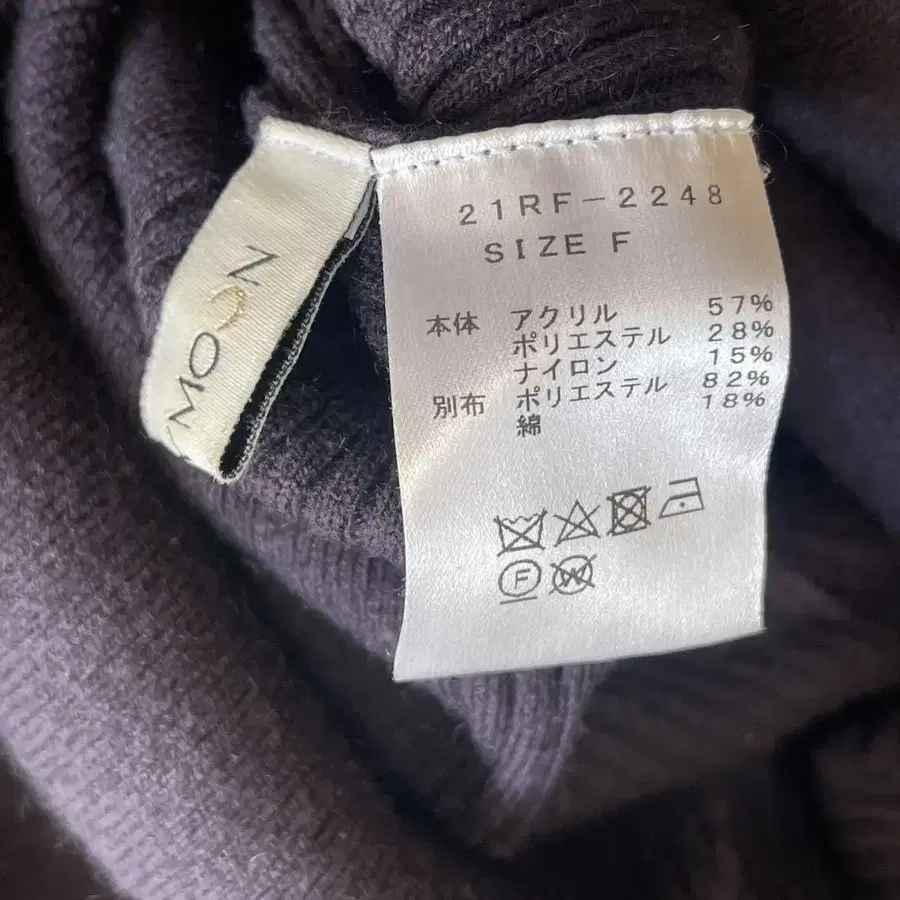 MOON
21RF-2248
SIZE F
本体 アクリル 57%
ポリエステル 28%
ナイロン 15%
別布 ポリエステル 82%
綿 18%
F W